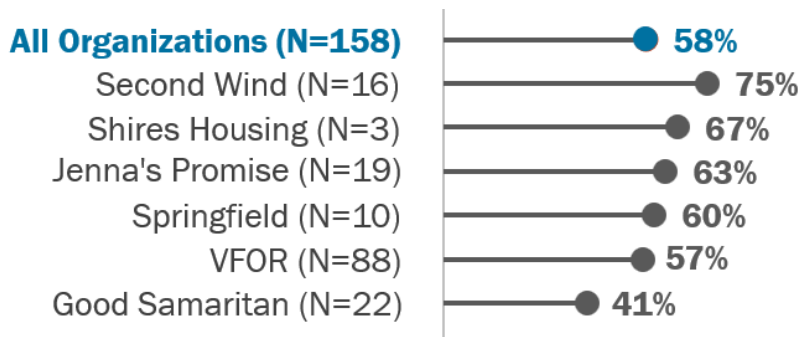 All Organizations (N=158) 58%
Second Wind (N=16) 75%
Shires Housing (N=3) 67%
Jenna's Promise (N=19) 63%
Springfield (N=10) 60%
VFOR (N=88) 57%
Good Samaritan (N=22) 41%